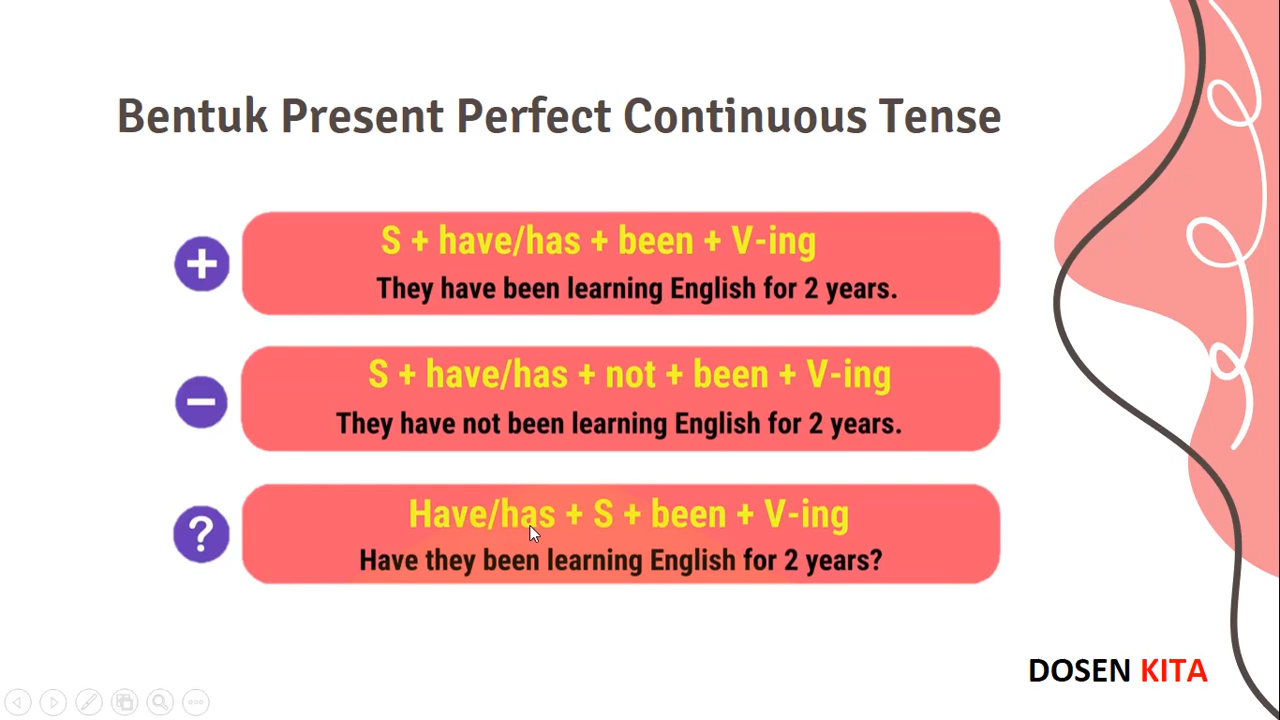 Bentuk Present Perfect Continuous Tense
S + have/has + been + V-ing
They have been learning English for 2 years.
S + have/has + not + been + V-ing
They have not been learning English for 2 years.
Have/has + S + been + V-ing
Have they been learning English for 2 years?
DOSEN KITA